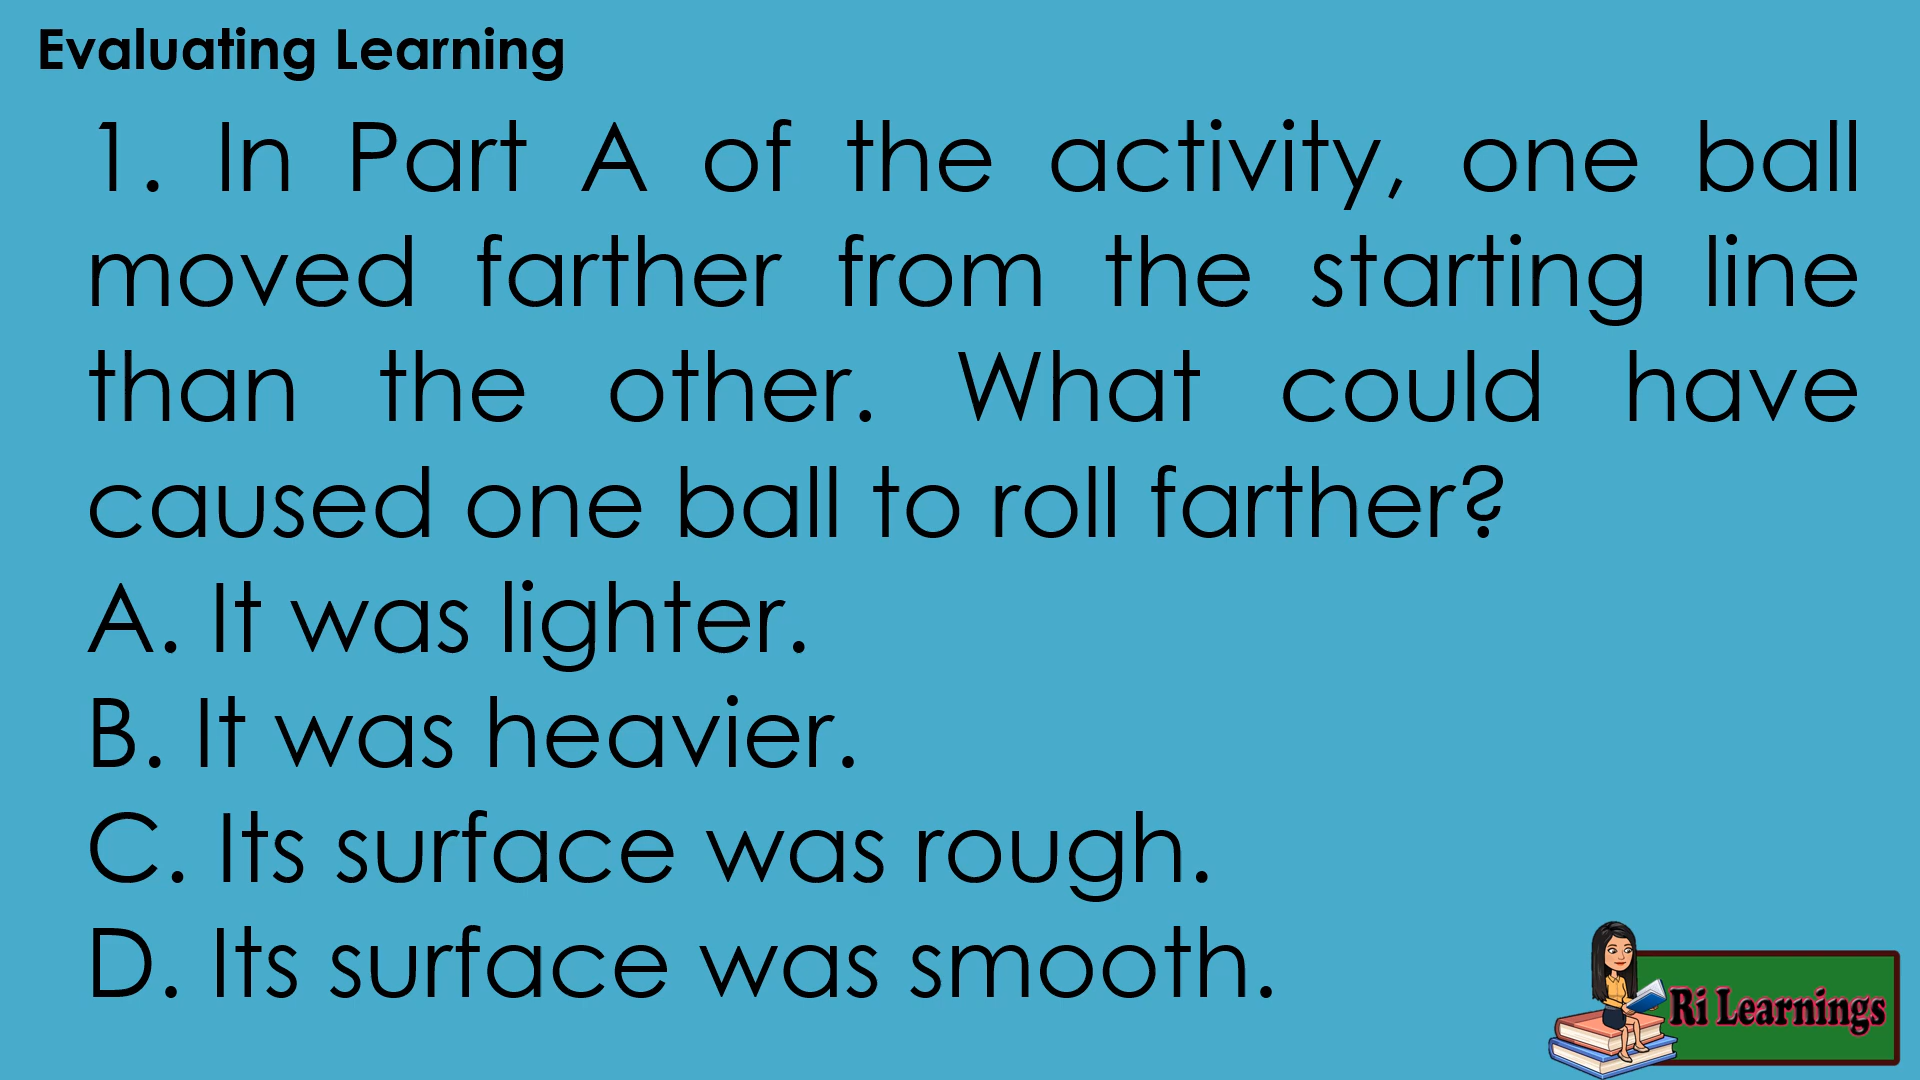 Evaluating Learning
1. In Part A of the activity, one ball
moved farther from the starting line
than the other. What could have
caused one ball to roll farther?
A. It was lighter.
B. It was heavier.
C. Its surface was rough.
D. Its surface was smooth.
Ri Learnings